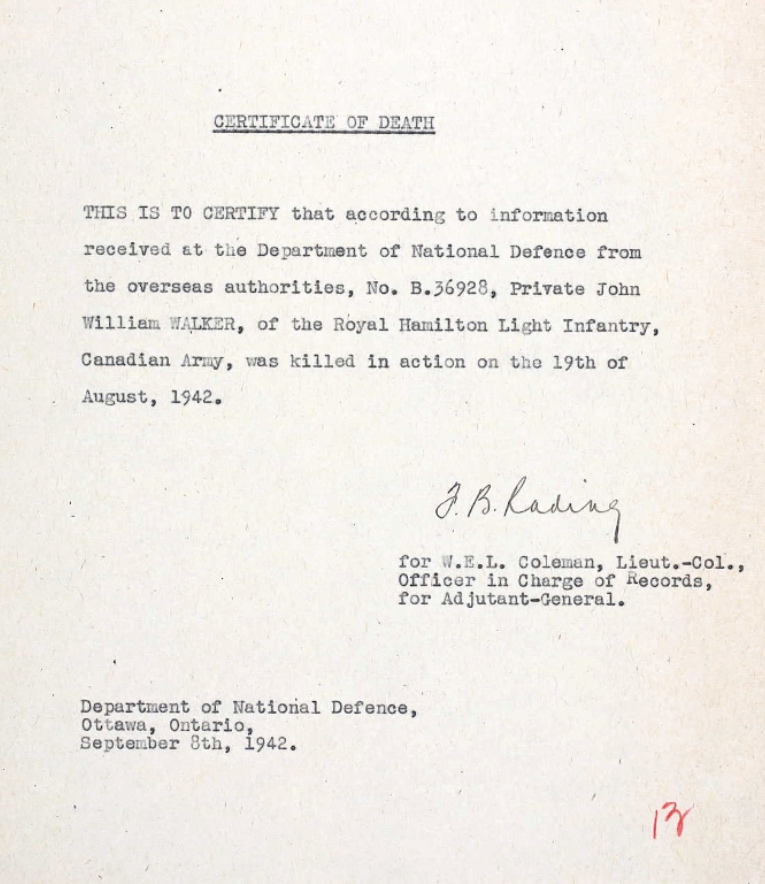 CERTIFICATE OF DEATH
THIS IS TO CERTIFY that according to information
received at the Department of National Defence from
the overseas authorities, No. B.36928, Private John
William WALKER, of the Royal Hamilton Light Infantry,
Canadian Army, was killed in action on the 19th of
August, 1942.
F. B.
for W.E.L. Coleman, Lieut.-Col.,
Officer in Charge of Records,
for Adjutant-General.
Department of National Defence,
Ottawa, Ontario,
September 8th, 1942.